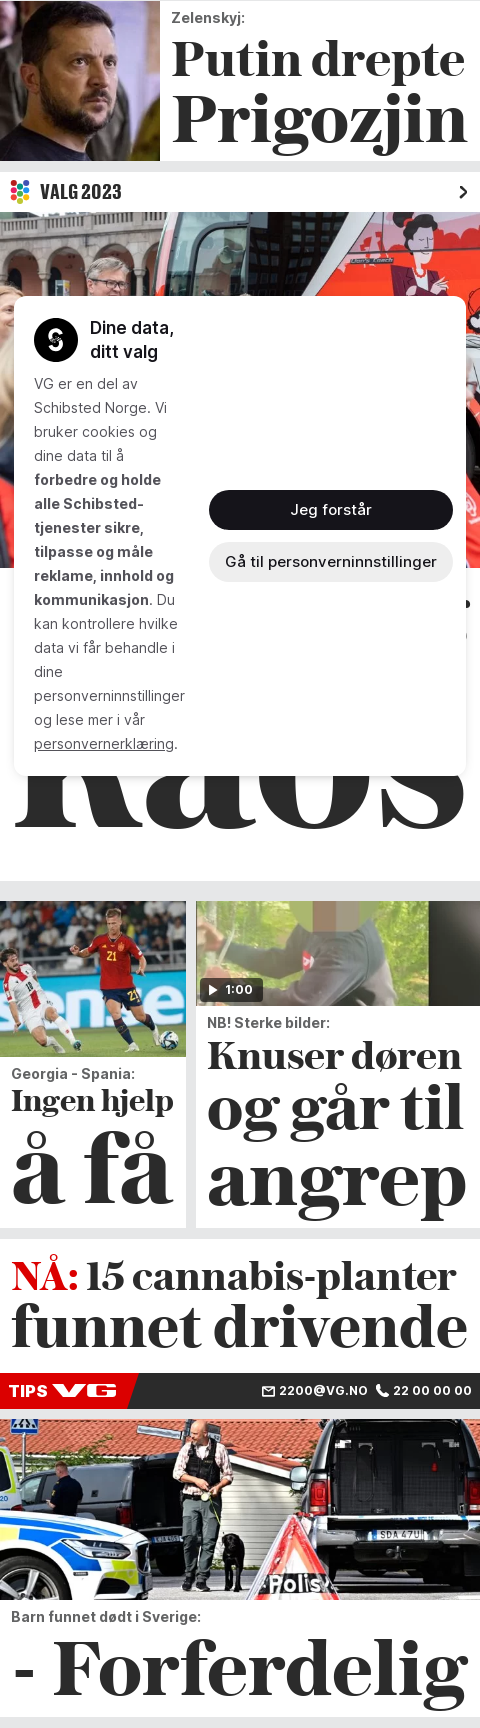 Zelenskyj:
Putin drepte
Prigozjin
VALG 2023
Dine data,
ditt valg
VG er en del av
Schibsted Norge. Vi
bruker cookies og
dine data til å
forbedre og holde
alle Schibsted-
tjenester sikre,
tilpasse og måle
reklame, innhold og
kommunikasjon. Du
kan kontrollere hvilke
data vi får behandle i
dine
personverninnstillinger
og lese mer i vår
personvernerklæring.
Jeg forstår
Gå til personverninnstillinger
kaos
21
1:00
Georgia - Spania:
Ingen hjelp
å få
NB! Sterke bilder:
Knuser døren
og går til
angrep
NÅ: 15 cannabis-planter
funnet drivende
TIPS VG
2200@VG.NO 22 00 00 00
Polis
SDA 47U
Barn funnet dødt i Sverige:
- Forferdelig